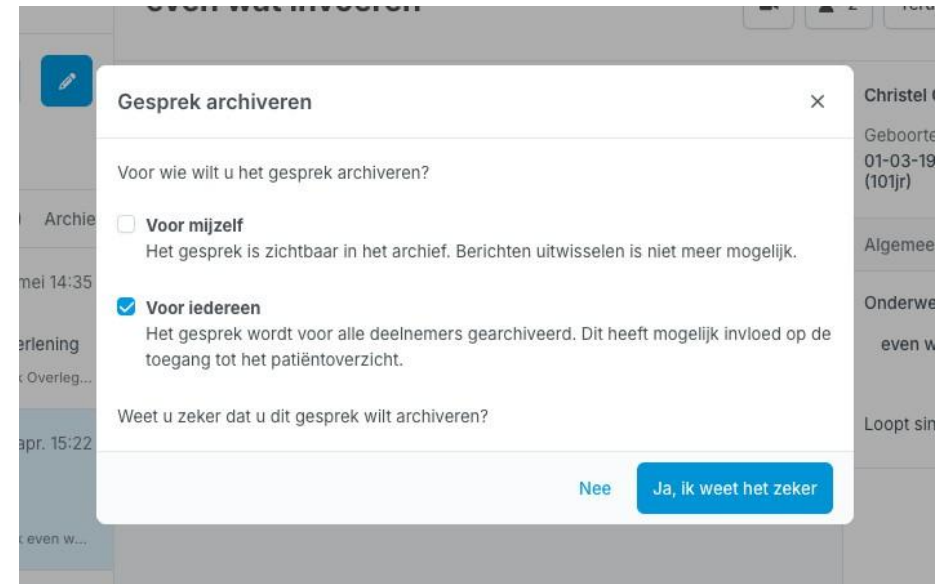 even wat invoeren
2
Gesprek archiveren
Christel
Geboorte
01-03-19
(101jr)
Voor wie wilt u het gesprek archiveren?
Archie
Voor mijzelf
Het gesprek is zichtbaar in het archief. Berichten uitwisselen is niet meer mogelijk.
Algemee
mei 14:35
Voor iedereen
Het gesprek wordt voor alle deelnemers gearchiveerd. Dit heeft mogelijk invloed op de
toegang tot het patiëntoverzicht.
Onderwe
erlening
even w
Overleg...
Weet u zeker dat u dit gesprek wilt archiveren?
Loopt sin
apr. 15:22
Nee
Ja, ik weet het zeker
even w...